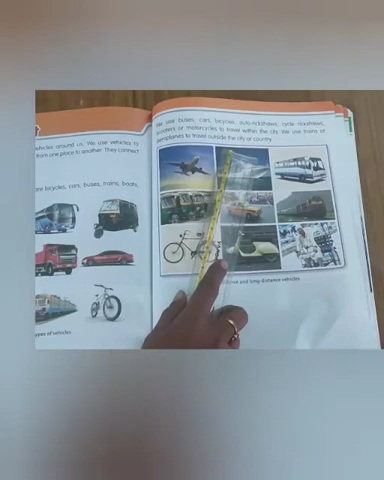 vehicles around us. We use vehicles to
from one place to another. They connect
are bicycles, cars, buses, trains, boats,
types of vehicles
We use buses, cars, bicycles, auto-rickshaws, cycle rickshaws,
scooters or motorcycles to travel within the city. We use trains or
aeroplanes to travel outside the city or country.
and long-distance vehicles